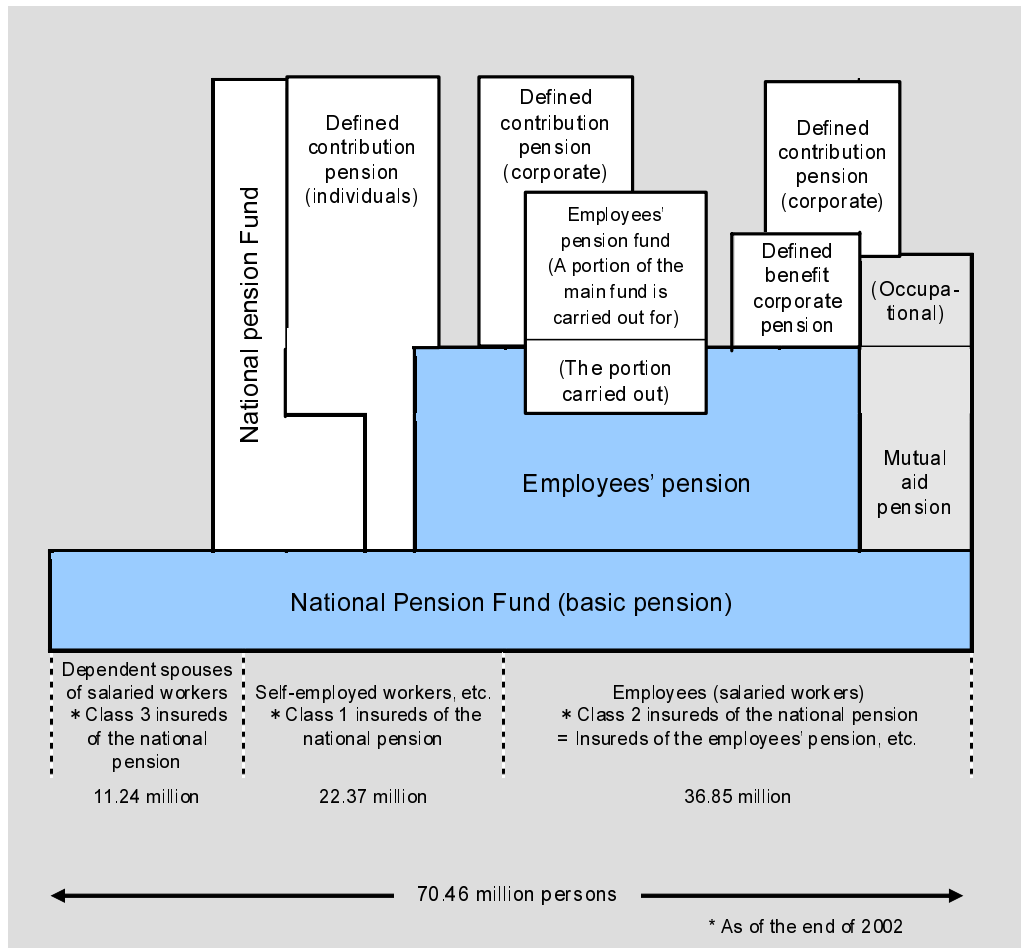 National pension Fund
Defined
contribution
pension
(individuals)
Defined
contribution
pension
(corporate)
Employees'
pension fund
(A portion of the
main fund is
carried out for)
(The portion
carried out)
Defined
contribution
pension
(corporate)
Defined
benefit
corporate
pension
(Occupa-
tional)
Employees' pension
Mutual
aid
pension
National Pension Fund (basic pension)
Dependent spouses
of salaried workers
* Class 3 insureds
of the national
pension
11.24 million
Self-employed workers, etc.
* Class 1 insureds of the
national pension
22.37 million
Employees (salaried workers)
* Class 2 insureds of the national pension
= Insureds of the employees' pension, etc.
36.85 million
70.46 million persons
* As of the end of 2002